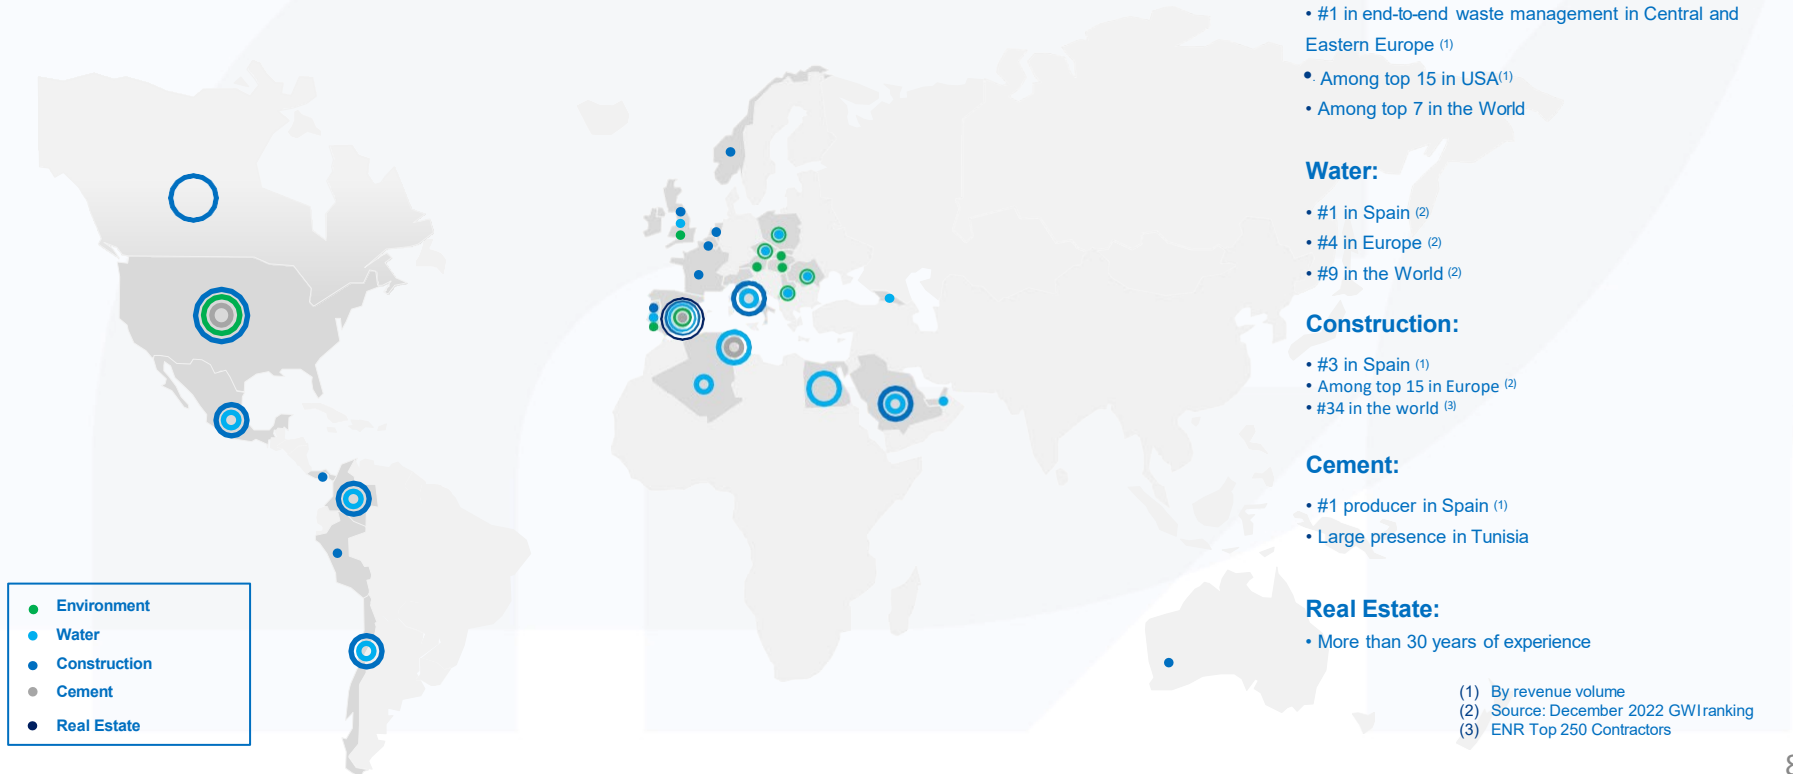 • #1 in end-to-end waste management in Central and
Eastern Europe (1)
• Among top 15 in USA(1)
• Among top 7 in the World
Water:
• #1 in Spain (2)
• #4 in Europe (2)
• #9 in the World (2)
Construction:
• #3 in Spain (1)
• Among top 15 in Europe (2)
• #34 in the world (3)
Cement:
• #1 producer in Spain (1)
• Large presence in Tunisia
Real Estate:
• More than 30 years of experience
Environment
Water
Construction
Cement
Real Estate
(1) By revenue volume
(2) Source: December 2022 GWI ranking
(3) ENR Top 250 Contractors
8